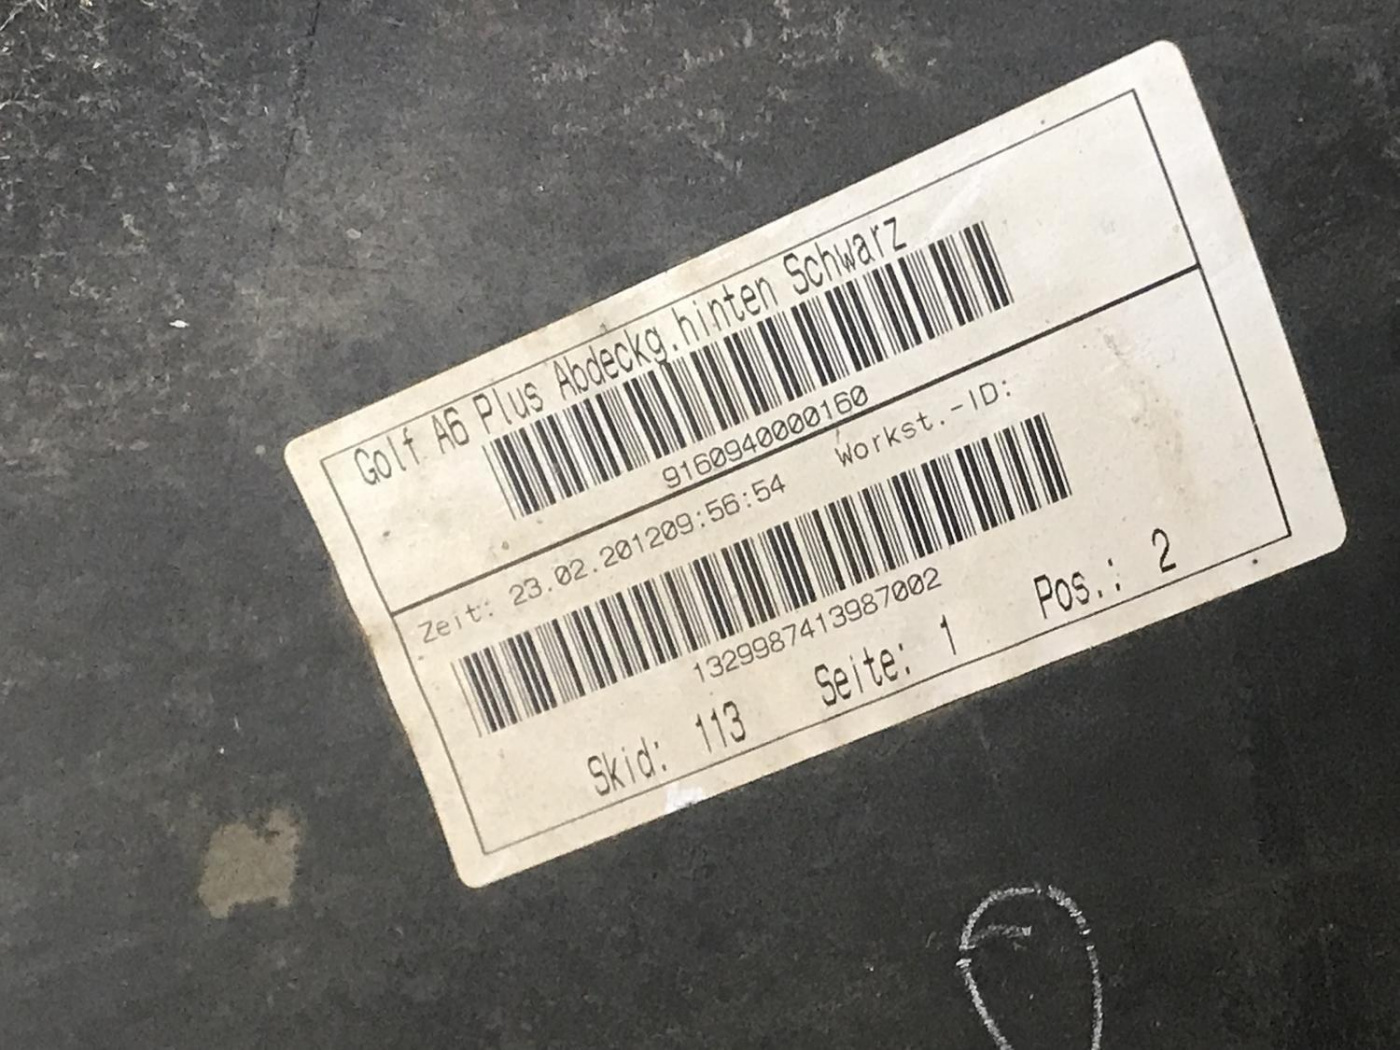 Golf A6 Plus Abdeckg.hinten Schwarz
9160940000160
Zeit: 23.02.201209:56:54 Workst.-ID:
1329987413987002
Skid: 113 Seite: 1 Pos.: 2